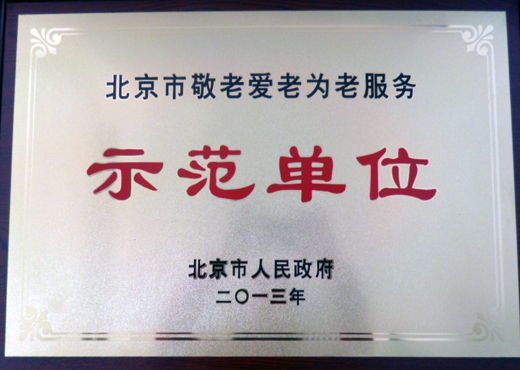 北京市敬老爱老为老服务
示范单位
北京市人民政府
二〇一三年